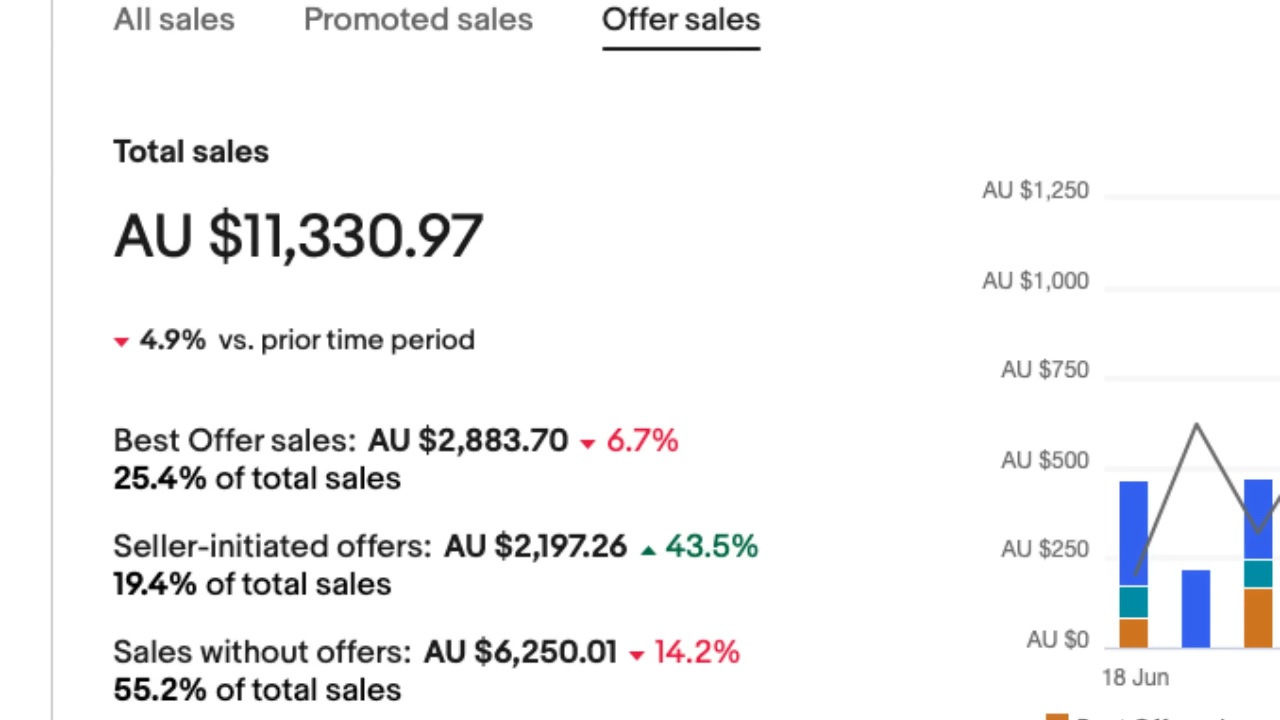 All sales Promoted sales Offer sales
Total sales
AU $11,330.97
4.9% vs. prior time period
Best Offer sales: AU $2,883.70 6.7%
25.4% of total sales
Seller-initiated offers: AU $2,197.26 43.5%
19.4% of total sales
Sales without offers: AU $6,250.01 14.2%
55.2% of total sales
AU $1,250
AU $1,000
AU $750
AU $500
AU $250
AU $0
18 Jun